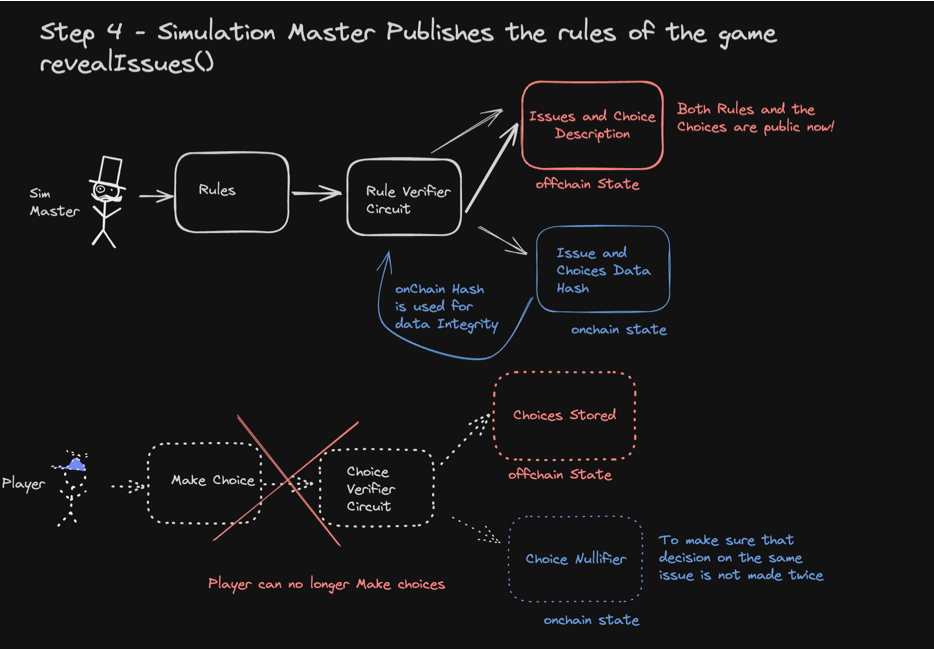 Step 4 - Simulation Master Publishes the rules of the game
revealIssues()
Issues and Choice
Description
Both Rules and the
Choices are public now!
offchain State
Sim
Master
Rules
Rule Verifier
Circuit
Issue and
Choices Data
Hash
onChain Hash
is used for
data Integrity
onchain state
Choices Stored
offchain State
Player
Make Choice
Choice
Verifier
Circuit
Choice Nullifier
To make sure that
decision on the same
issue is not made twice
Player can no longer Make choices
onchain state